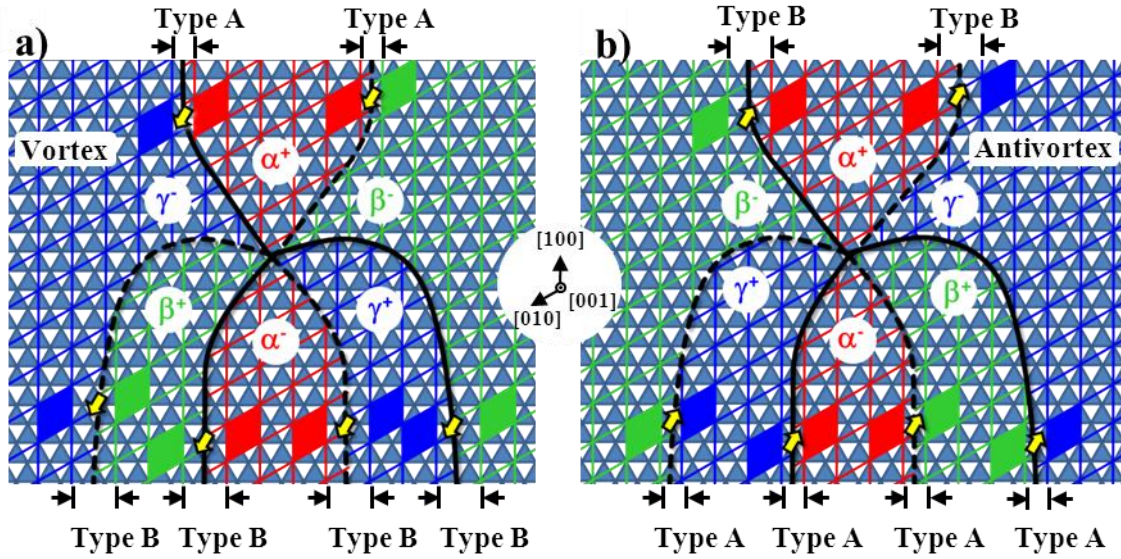 Type A Type A
a)
Vortex
α⁺
γ⁻
β⁻
β⁺
γ⁺
α⁻
Type B Type B Type B Type B
[100]
[001]
[010]
Type B Type B
b)
Antivortex
α⁺
β⁻
γ⁻
γ⁺
β⁺
α⁻
Type A Type A Type A Type A